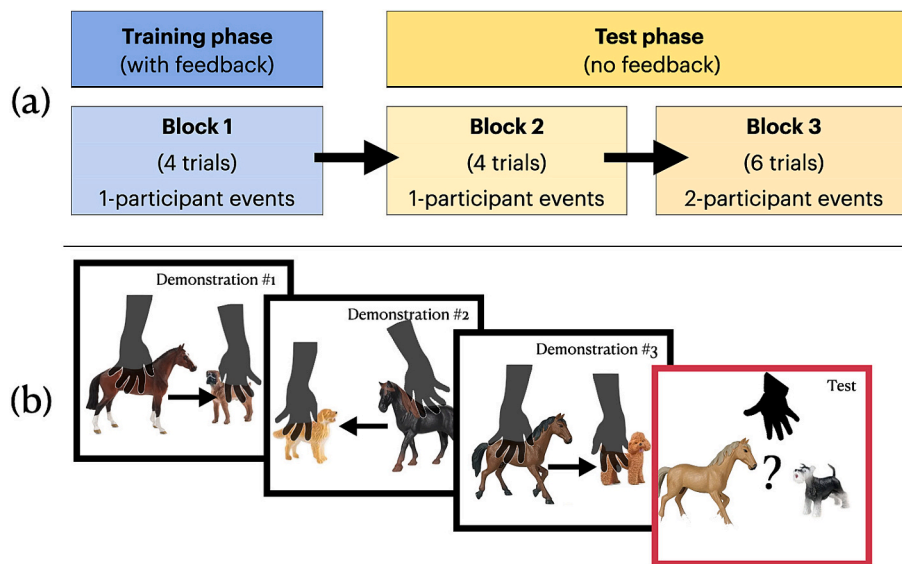 (a)
Training phase
(with feedback)
Test phase
(no feedback)
Block 1
(4 trials)
1-participant events
Block 2
(4 trials)
1-participant events
Block 3
(6 trials)
2-participant events
(b)
Demonstration #1
Demonstration #2
Demonstration #3
Test
?